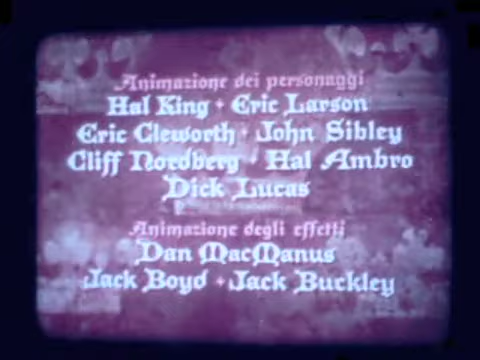 Animazione dei personaggi
Hal King • Eric Larson
Eric Cleworth • John Sibley
Cliff Nordberg • Hal Ambro
Dick Lucas
Animazione degli effetti
Dan MacManus
Jack Boyd • Jack Buckley